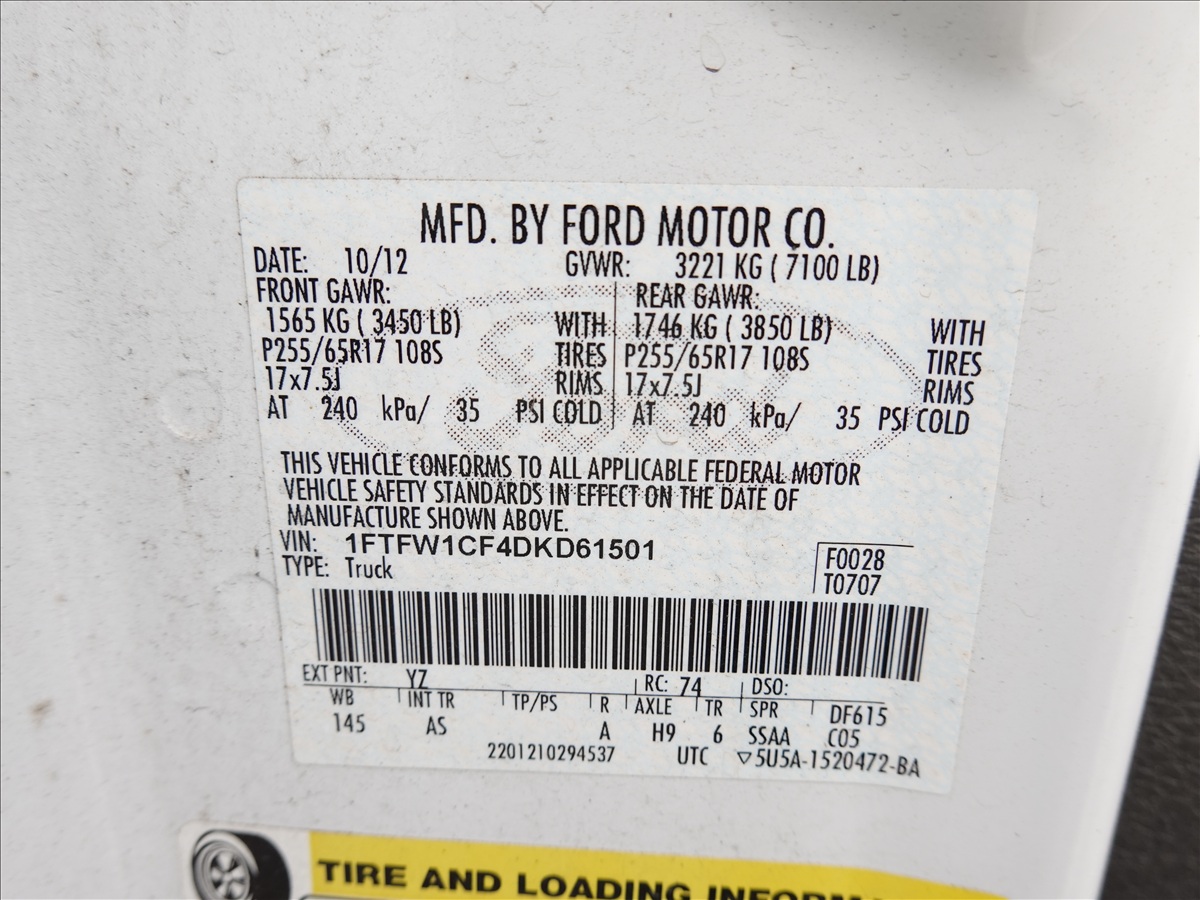 MFD. BY FORD MOTOR CO.
DATE: 10/12 GVWR: 3221 KG ( 7100 LB)
FRONT GAWR: REAR GAWR:
1565 KG ( 3450 LB) WITH 1746 KG ( 3850 LB) WITH
P255/65R17 108S TIRES P255/65R17 108S TIRES
17x7.5J RIMS 17x7.5J RIMS
AT 240 kPa/ 35 PSI COLD AT 240 kPa/ 35 PSI COLD
THIS VEHICLE CONFORMS TO ALL APPLICABLE FEDERAL MOTOR
VEHICLE SAFETY STANDARDS IN EFFECT ON THE DATE OF
MANUFACTURE SHOWN ABOVE.
VIN: 1FTFW1CF4DKD61501 F0028
TYPE: Truck T0707
EXT PNT: YZ RC: 74 DSO:
WB INT TR TP/PS R AXLE TR SPR DF615
145 AS A H9 6 SSAA C05
2201210294537 UTC ▽5U5A-1520472-BA
TIRE AND LOADING